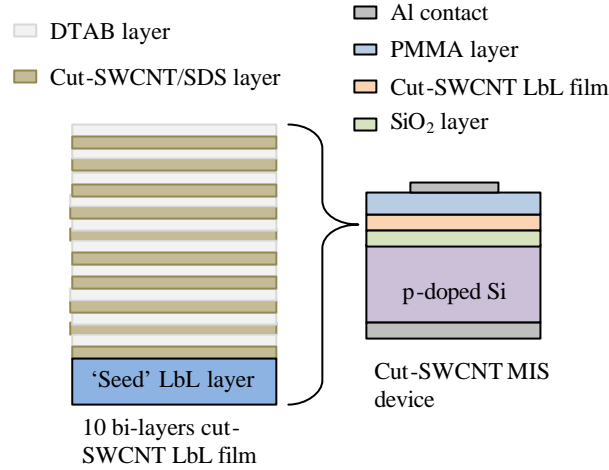 DTAB layer
Cut-SWCNT/SDS layer
Al contact
PMMA layer
Cut-SWCNT LbL film
SiO₂ layer
'Seed' LbL layer
10 bi-layers cut-
SWCNT LbL film
p-doped Si
Cut-SWCNT MIS
device